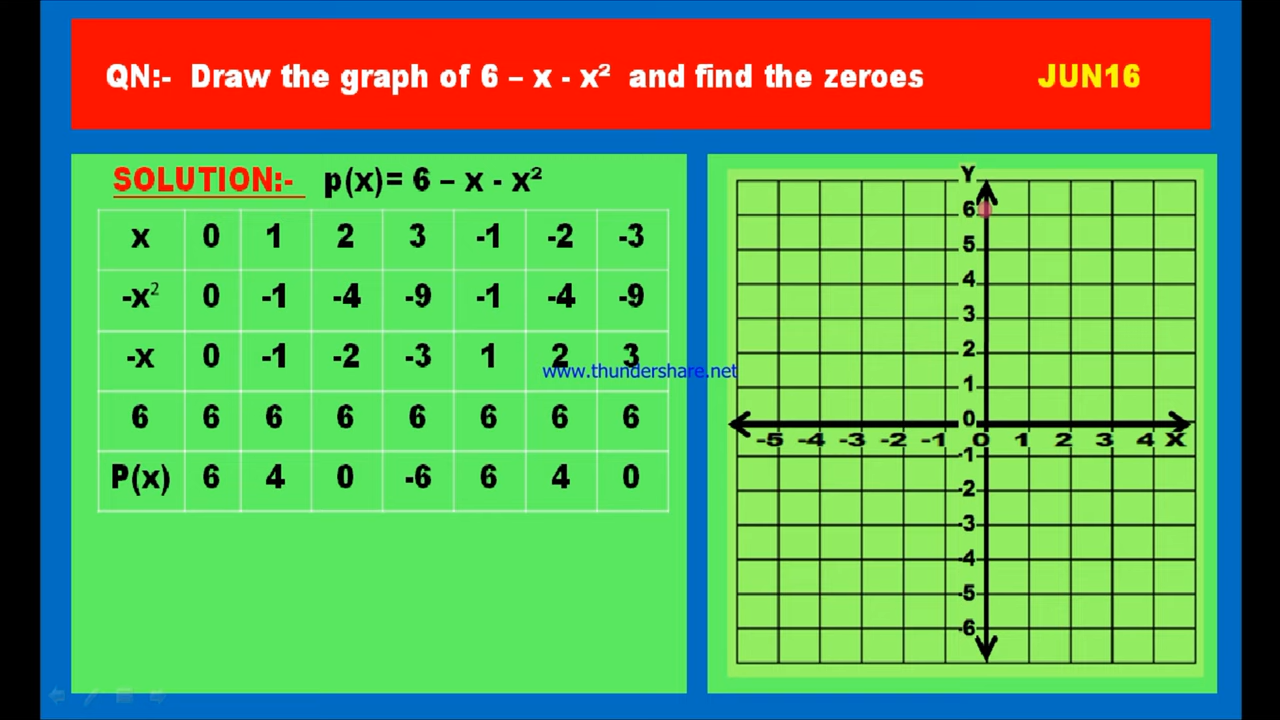 QN:- Draw the graph of 6 – x - x² and find the zeroes JUN16
SOLUTION:- p(x)= 6 – x - x²
x 0 1 2 3 -1 -2 -3
-x² 0 -1 -4 -9 -1 -4 -9
-x 0 -1 -2 -3 1 2 3
www.thundershare.net
6 6 6 6 6 6 6 6
P(x) 6 4 0 -6 6 4 0
Y
6
5
4
3
2
1
0
-5 -4 -3 -2 -1 0 1 2 3 4 X
-1
-2
-3
-4
-5
-6